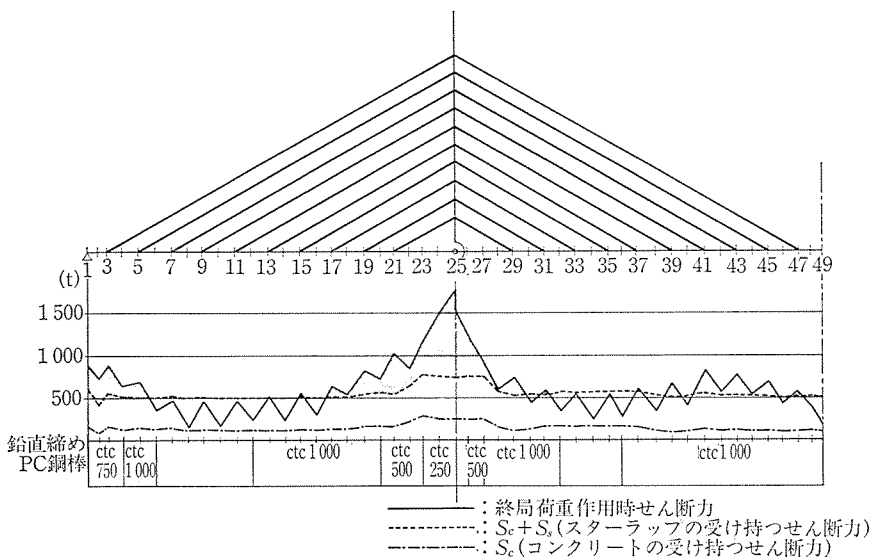 1 3 5 7 9 11 13 15 17 19 21 23 25 27 29 31 33 35 37 39 41 43 45 47 49
(t)
1 500
1 000
500
鉛直締め
PC鋼棒
ctc 750
ctc 1 000
ctc 1 000
ctc 500
ctc 250
ctc 500
ctc 1 000
ctc 1 000
：終局荷重作用時せん断力
：Sc＋Ss(スターラップの受け持つせん断力)
：Sc(コンクリートの受け持つせん断力)